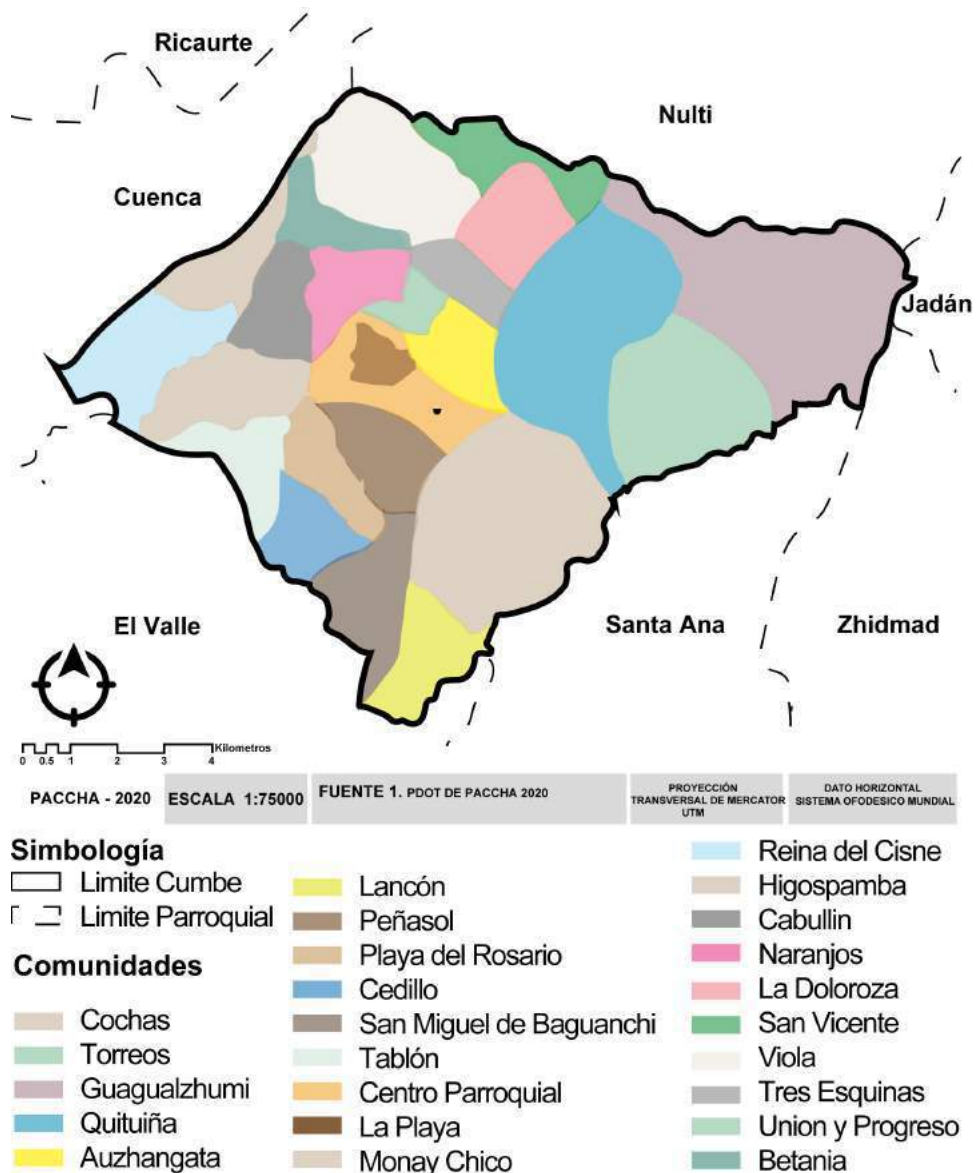 Ricaurte
Nulti
Cuenca
Jadán
El Valle
Santa Ana
Zhidmad
Kilometros
0 0.5 1 2 3 4
PACCHA - 2020
ESCALA 1:75000
FUENTE 1. PDOT DE PACCHA 2020
PROYECCIÓN
TRANSVERSAL DE MERCATOR
UTM
DATO HORIZONTAL
SISTEMA OFODESICO MUNDIAL
Simbología
Limite Cumbe
Limite Parroquial
Comunidades
Cochas
Torreos
Guagualzhumi
Quituiña
Auzhangata
Lancón
Peñasol
Playa del Rosario
Cedillo
San Miguel de Baguanchi
Tablón
Centro Parroquial
La Playa
Monay Chico
Reina del Cisne
Higospamba
Cabullin
Naranjos
La Doloroza
San Vicente
Viola
Tres Esquinas
Union y Progreso
Betania